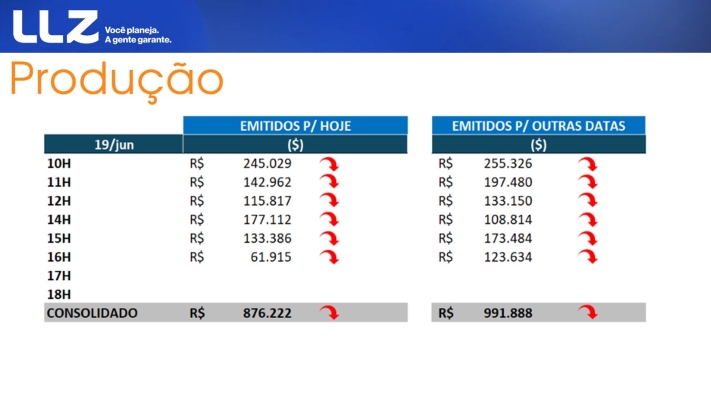 LLZ
Você planeja.
A gente garante.
Produção
EMITIDOS P/ HOJE EMITIDOS P/ OUTRAS DATAS
19/jun ($) ($)
10H R$ 245.029 R$ 255.326
11H R$ 142.962 R$ 197.480
12H R$ 115.817 R$ 133.150
14H R$ 177.112 R$ 108.814
15H R$ 133.386 R$ 173.484
16H R$ 61.915 R$ 123.634
17H
18H
CONSOLIDADO R$ 876.222 R$ 991.888